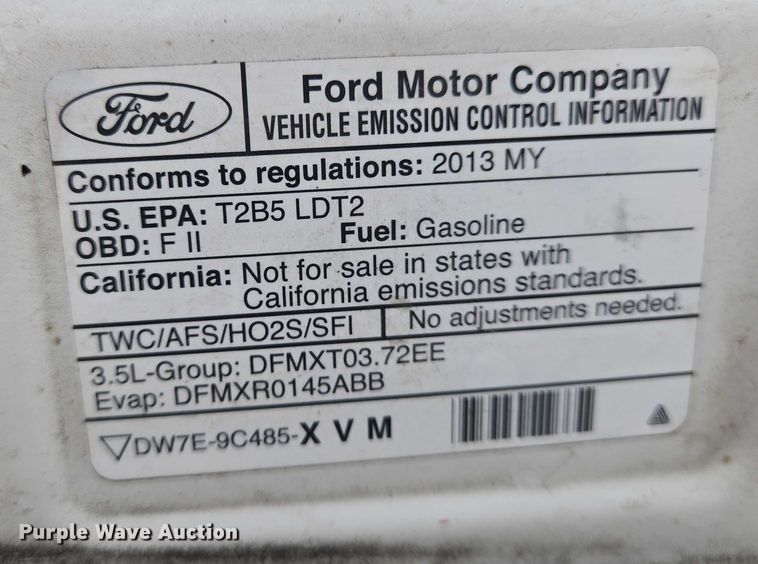 Ford
Ford Motor Company
VEHICLE EMISSION CONTROL INFORMATION
Conforms to regulations: 2013 MY
U.S. EPA: T2B5 LDT2
OBD: F II Fuel: Gasoline
California: Not for sale in states with
California emissions standards.
TWC/AFS/HO2S/SFI No adjustments needed.
3.5L-Group: DFMXT03.72EE
Evap: DFMXR0145ABB
DW7E-9C485-X V M
Purple Wave Auction